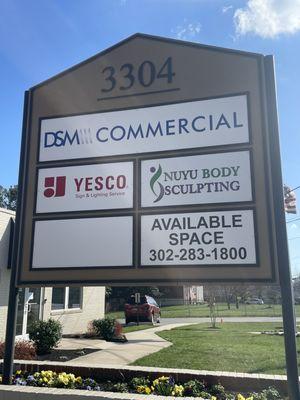 3304
DSM COMMERCIAL
YESCO
Sign & Lighting Service
NUYU BODY
SCULPTING
AVAILABLE
SPACE
302-283-1800